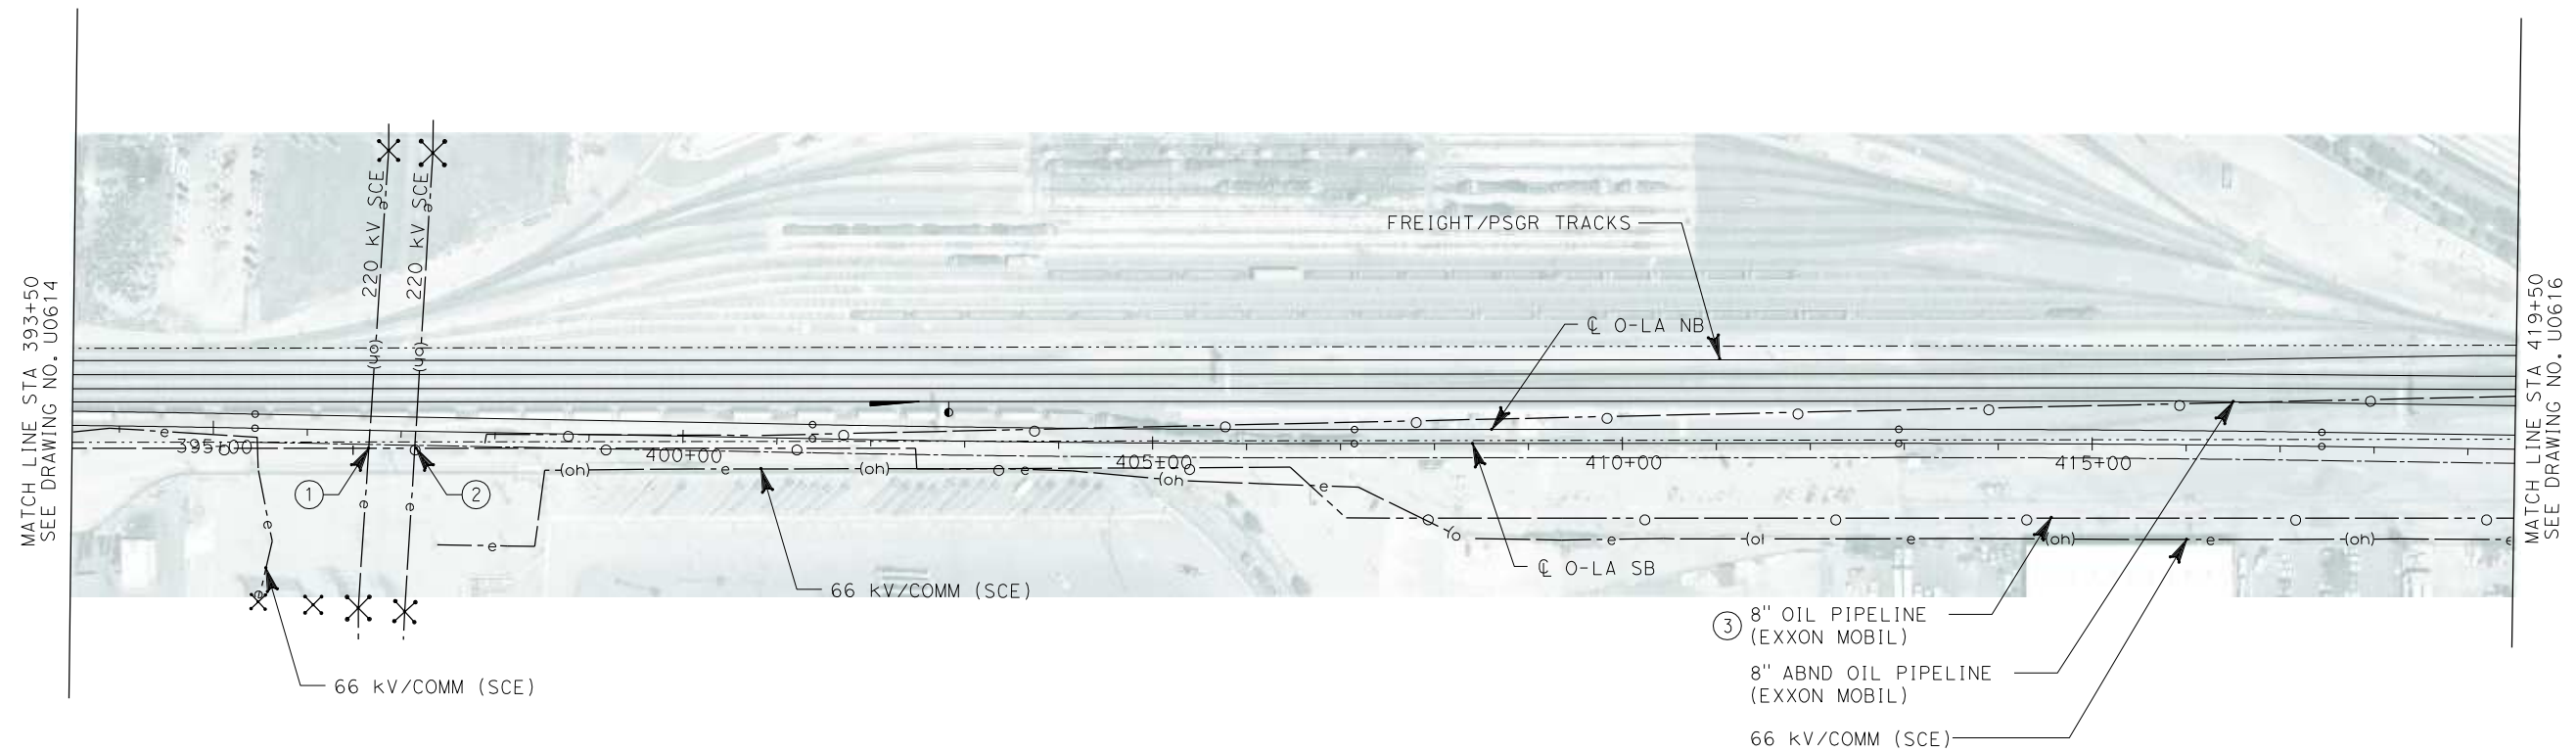 MATCH LINE STA 393+50
SEE DRAWING NO. U0614
220 kV SCE
220 kV SCE
e
e
(oh)
(oh)
FREIGHT/PSGR TRACKS
℄ O-LA NB
MATCH LINE STA 419+50
SEE DRAWING NO. U0616
e
395+00
400+00
405+00
410+00
415+00
1
2
(oh)
e
(oh)
e
(oh
e
e
e
e
e
e
(ol
e
(oh)
e
(oh)
e
℄ O-LA SB
66 kV/COMM (SCE)
3
8" OIL PIPELINE
(EXXON MOBIL)
8" ABND OIL PIPELINE
(EXXON MOBIL)
66 kV/COMM (SCE)
66 kV/COMM (SCE)